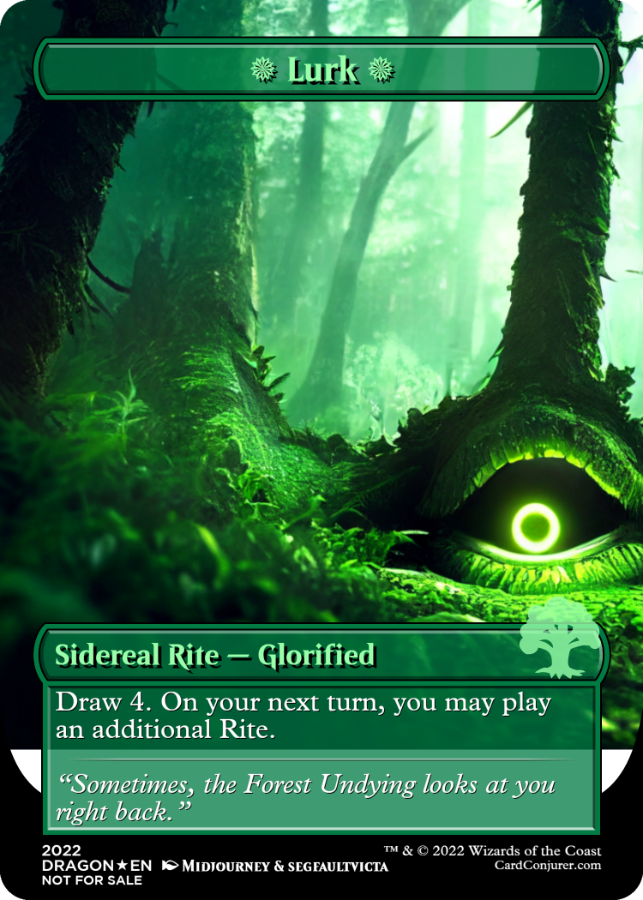 Lurk
Sidereal Rite — Glorified
Draw 4. On your next turn, you may play
an additional Rite.
“Sometimes, the Forest Undying looks at you
right back.”
2022
DRAGON★EN Midjourney & segfaultvicta
NOT FOR SALE
™ & © 2022 Wizards of the Coast
CardConjurer.com